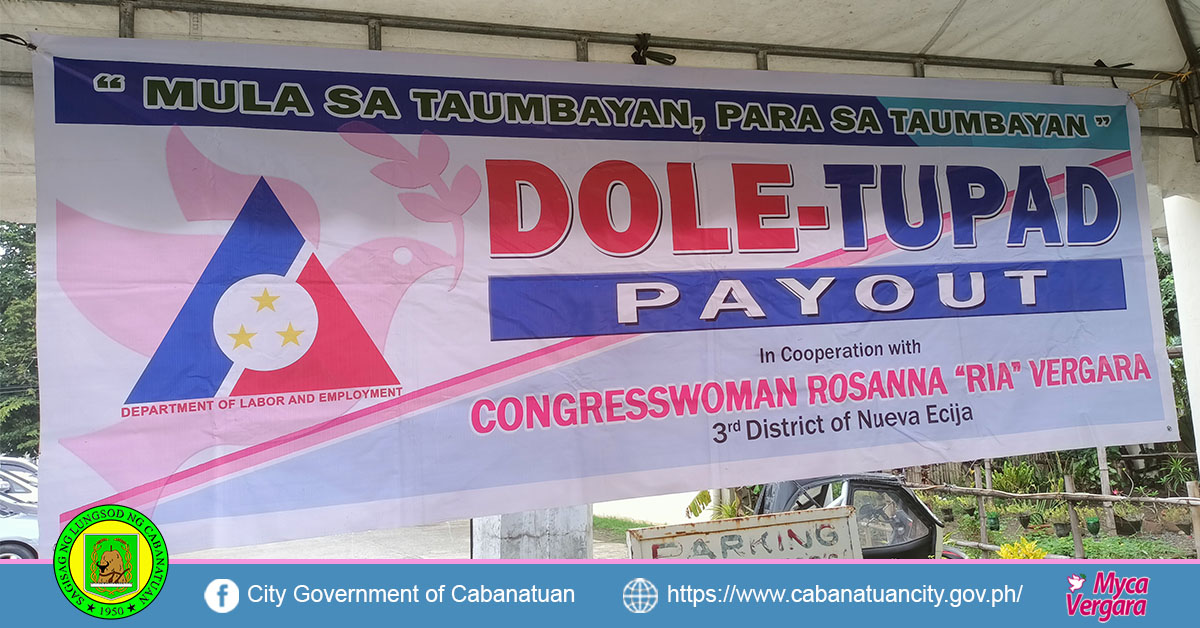 “ MULA SA TAUMBAYAN, PARA SA TAUMBAYAN ”
DOLE-TUPAD
PAYOUT
In Cooperation with
CONGRESSWOMAN ROSANNA “RIA” VERGARA
3rd District of Nueva Ecija
DEPARTMENT OF LABOR AND EMPLOYMENT
PARKING
SAGISAG NG LUNGSOD NG CABANATUAN
1950
City Government of Cabanatuan
https://www.cabanatuancity.gov.ph/
Myca
Vergara